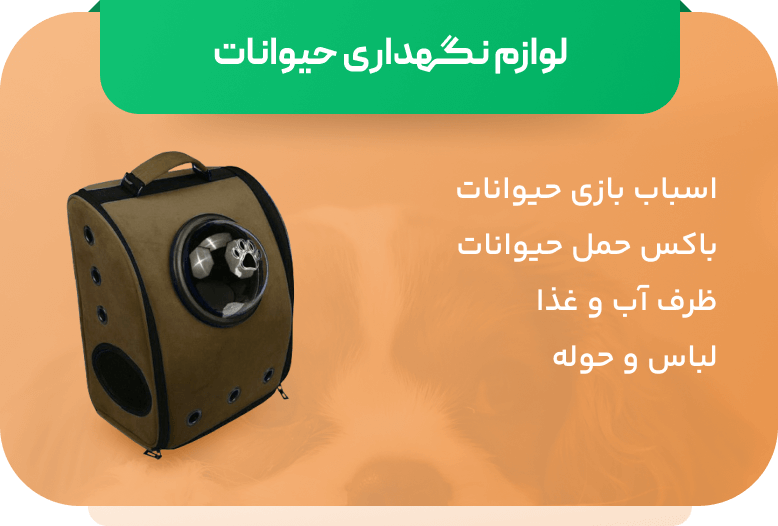 لوازم نگهداری حیوانات
اسباب بازی حیوانات
باکس حمل حیوانات
ظرف آب و غذا
لباس و حوله